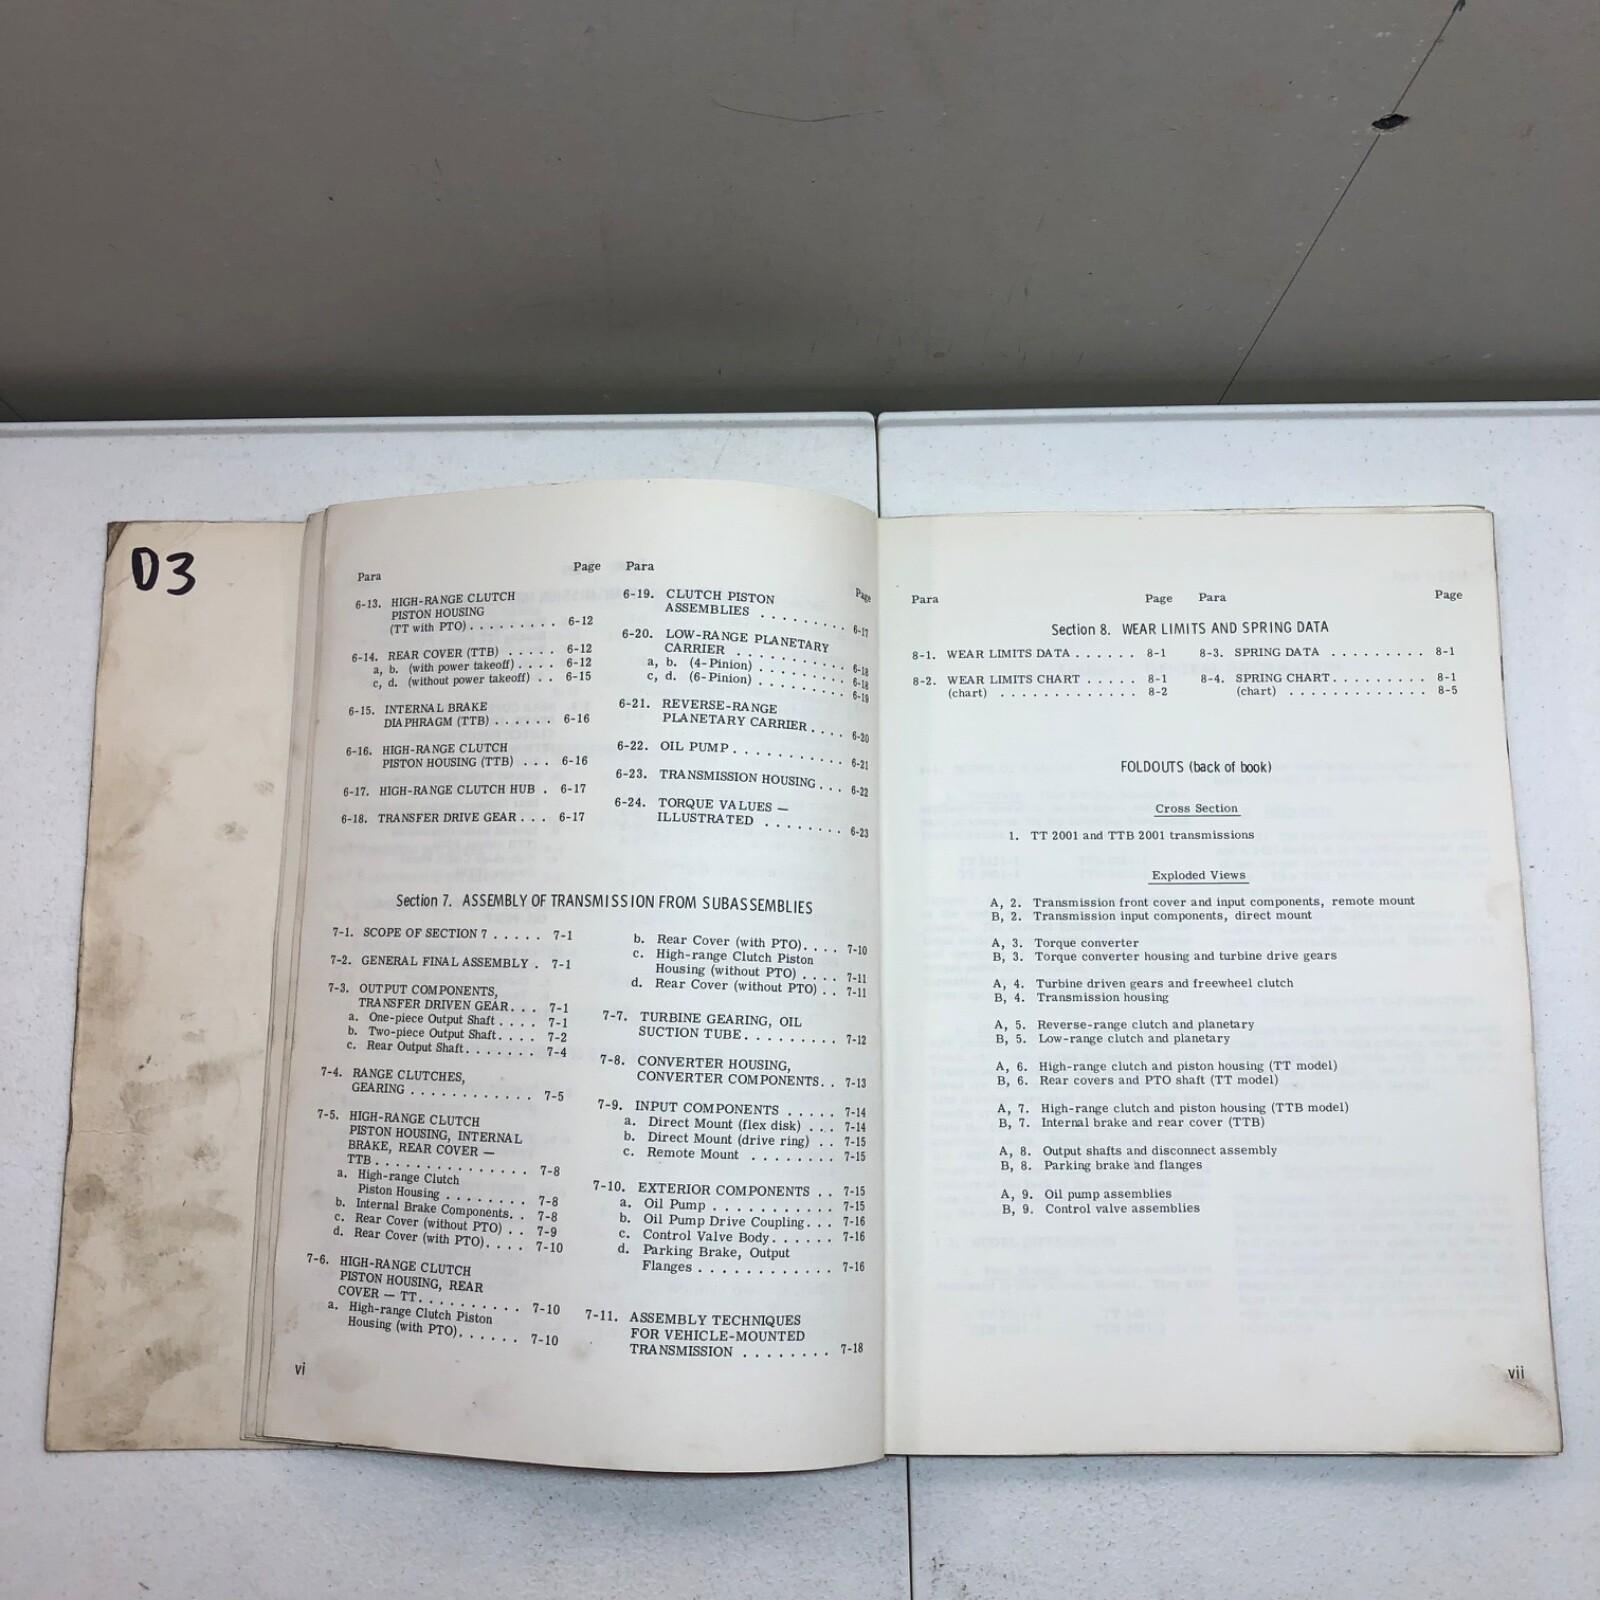 D3
Para Page
6-13. HIGH-RANGE CLUTCH
PISTON HOUSING
(TT with PTO) . . . . . . . . . 6-12
6-14. REAR COVER (TTB) . . . . . 6-12
a, b. (with power takeoff) . . . . 6-12
c, d. (without power takeoff) . . 6-15
6-15. INTERNAL BRAKE
DIAPHRAGM (TTB) . . . . . . 6-16
6-16. HIGH-RANGE CLUTCH
PISTON HOUSING (TTB) . . . 6-16
6-17. HIGH-RANGE CLUTCH HUB . 6-17
6-18. TRANSFER DRIVE GEAR . . . 6-17
Para Page
6-19. CLUTCH PISTON
ASSEMBLIES . . . . . . . . . 6-17
6-20. LOW-RANGE PLANETARY
CARRIER . . . . . . . . . . 6-18
a, b. (4-Pinion) . . . . . . . . 6-18
c, d. (6-Pinion) . . . . . . . . 6-19
6-21. REVERSE-RANGE
PLANETARY CARRIER . . . . 6-20
6-22. OIL PUMP . . . . . . . . . . 6-21
6-23. TRANSMISSION HOUSING . . . 6-22
6-24. TORQUE VALUES —
ILLUSTRATED . . . . . . . . 6-23
Section 7. ASSEMBLY OF TRANSMISSION FROM SUBASSEMBLIES
7-1. SCOPE OF SECTION 7 . . . . . 7-1
7-2. GENERAL FINAL ASSEMBLY . 7-1
7-3. OUTPUT COMPONENTS,
TRANSFER DRIVEN GEAR . . . 7-1
a. One-piece Output Shaft . . . . 7-1
b. Two-piece Output Shaft . . . . 7-2
c. Rear Output Shaft . . . . . . . 7-4
7-4. RANGE CLUTCHES,
GEARING . . . . . . . . . . . . 7-5
7-5. HIGH-RANGE CLUTCH
PISTON HOUSING, INTERNAL
BRAKE, REAR COVER —
TTB . . . . . . . . . . . . . . . 7-8
a. High-range Clutch
Piston Housing . . . . . . . . 7-8
b. Internal Brake Components . . 7-8
c. Rear Cover (without PTO) . . 7-9
d. Rear Cover (with PTO) . . . . 7-10
7-6. HIGH-RANGE CLUTCH
PISTON HOUSING, REAR
COVER — TT . . . . . . . . . . 7-10
a. High-range Clutch Piston
Housing (with PTO) . . . . . . 7-10
b. Rear Cover (with PTO) . . . . 7-10
c. High-range Clutch Piston
Housing (without PTO) . . . . 7-11
d. Rear Cover (without PTO) . . 7-11
7-7. TURBINE GEARING, OIL
SUCTION TUBE . . . . . . . . . 7-12
7-8. CONVERTER HOUSING,
CONVERTER COMPONENTS . . 7-13
7-9. INPUT COMPONENTS . . . . . 7-14
a. Direct Mount (flex disk) . . . 7-14
b. Direct Mount (drive ring) . . 7-15
c. Remote Mount . . . . . . . . 7-15
7-10. EXTERIOR COMPONENTS . . 7-15
a. Oil Pump . . . . . . . . . . . 7-15
b. Oil Pump Drive Coupling . . . 7-16
c. Control Valve Body . . . . . . 7-16
d. Parking Brake, Output
Flanges . . . . . . . . . . . . 7-16
7-11. ASSEMBLY TECHNIQUES
FOR VEHICLE-MOUNTED
TRANSMISSION . . . . . . . . 7-18
vi
Para Page Para Page
Section 8. WEAR LIMITS AND SPRING DATA
8-1. WEAR LIMITS DATA . . . . . . 8-1
8-2. WEAR LIMITS CHART . . . . . 8-1
(chart) . . . . . . . . . . . . . 8-2
8-3. SPRING DATA . . . . . . . . . 8-1
8-4. SPRING CHART . . . . . . . . . 8-1
(chart) . . . . . . . . . . . . . 8-5
FOLDOUTS (back of book)
Cross Section
1. TT 2001 and TTB 2001 transmissions
Exploded Views
A, 2. Transmission front cover and input components, remote mount
B, 2. Transmission input components, direct mount
A, 3. Torque converter
B, 3. Torque converter housing and turbine drive gears
A, 4. Turbine driven gears and freewheel clutch
B, 4. Transmission housing
A, 5. Reverse-range clutch and planetary
B, 5. Low-range clutch and planetary
A, 6. High-range clutch and piston housing (TT model)
B, 6. Rear covers and PTO shaft (TT model)
A, 7. High-range clutch and piston housing (TTB model)
B, 7. Internal brake and rear cover (TTB)
A, 8. Output shafts and disconnect assembly
B, 8. Parking brake and flanges
A, 9. Oil pump assemblies
B, 9. Control valve assemblies
vii